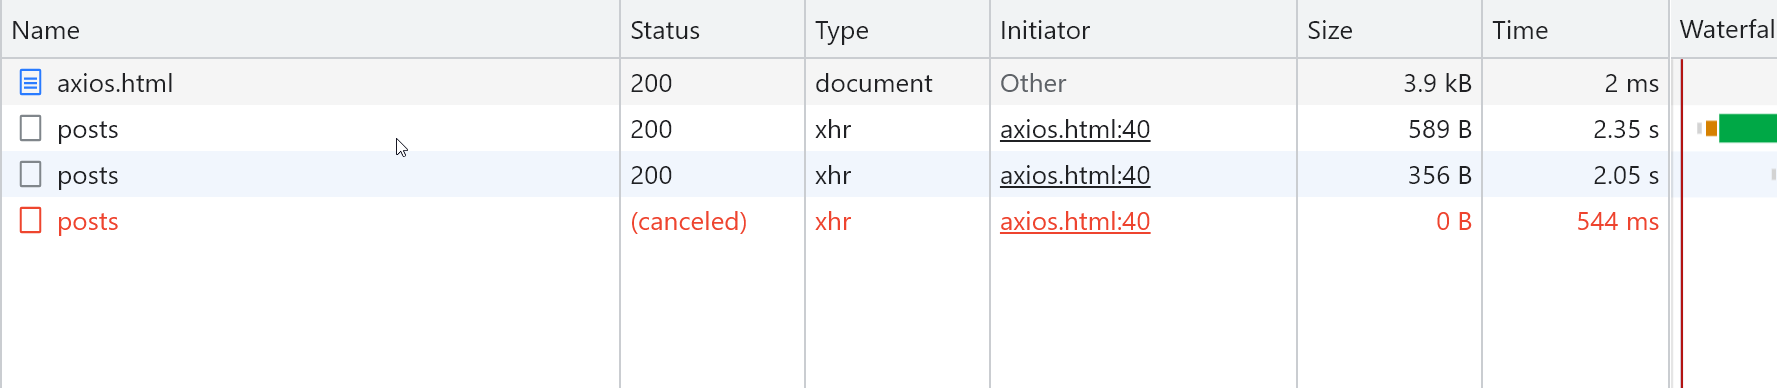 Name Status Type Initiator Size Time Waterfal
axios.html 200 document Other 3.9 kB 2 ms
posts 200 xhr axios.html:40 589 B 2.35 s
posts 200 xhr axios.html:40 356 B 2.05 s
posts (canceled) xhr axios.html:40 0 B 544 ms